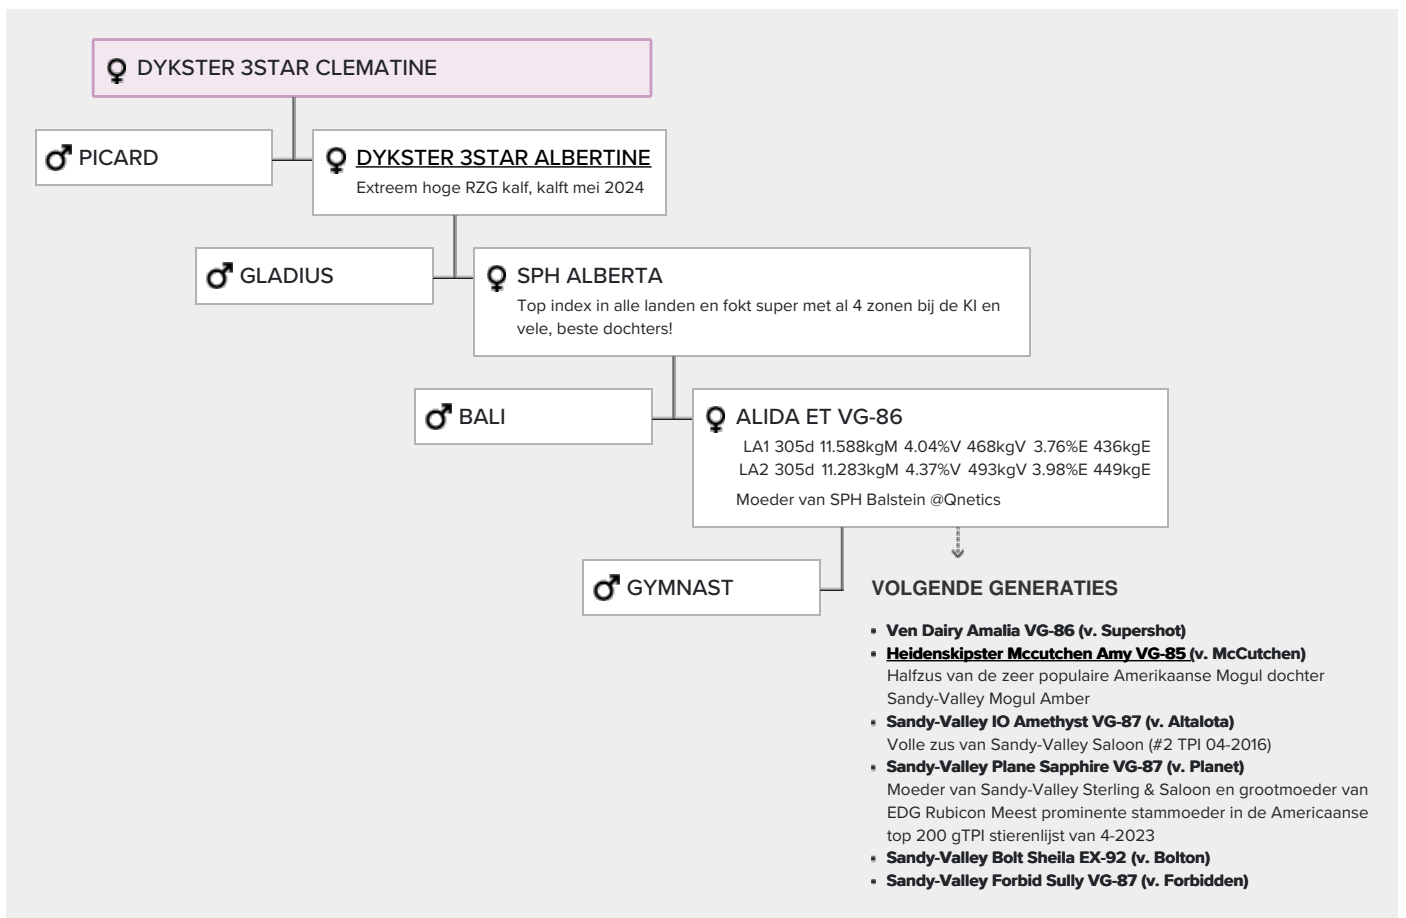 DYKSTER 3STAR CLEMATINE
PICARD
DYKSTER 3STAR ALBERTINE
Extreem hoge RZG kalf, kalft mei 2024
GLADIUS
SPH ALBERTA
Top index in alle landen en fokt super met al 4 zonen bij de KI en
vele, beste dochters!
BALI
ALIDA ET VG-86
LA1 305d 11.588kgM 4.04%V 468kgV 3.76%E 436kgE
LA2 305d 11.283kgM 4.37%V 493kgV 3.98%E 449kgE
Moeder van SPH Balstein @Qnetics
GYMNAST
VOLGENDE GENERATIES
Ven Dairy Amalia VG-86 (v. Supershot)
Heidenskipster Mccutchen Amy VG-85 (v. McCutchen)
Halfzus van de zeer populaire Amerikaanse Mogul dochter
Sandy-Valley Mogul Amber
Sandy-Valley IO Amethyst VG-87 (v. Altalota)
Volle zus van Sandy-Valley Saloon (#2 TPI 04-2016)
Sandy-Valley Plane Sapphire VG-87 (v. Planet)
Moeder van Sandy-Valley Sterling & Saloon en grootmoeder van
EDG Rubicon Meest prominente stammoeder in de Americaanse
top 200 gTPI stierenlijst van 4-2023
Sandy-Valley Bolt Sheila EX-92 (v. Bolton)
Sandy-Valley Forbid Sully VG-87 (v. Forbidden)